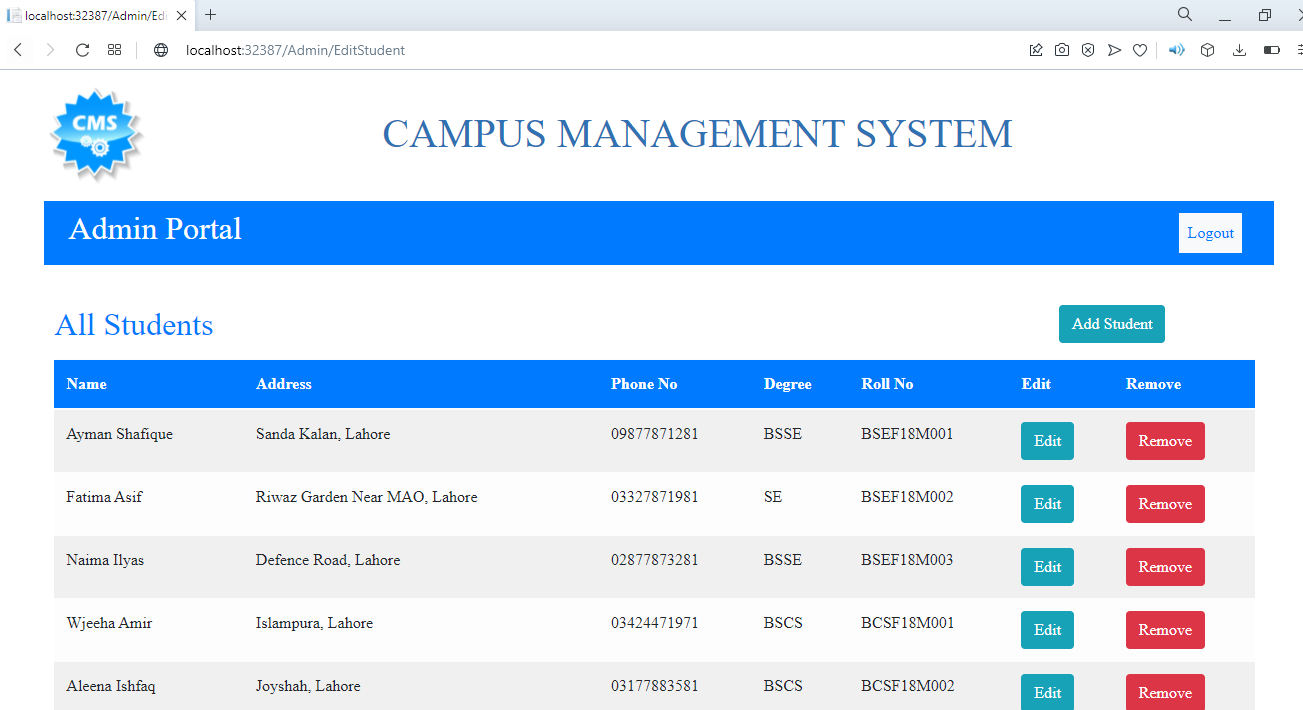 localhost:32387/Admin/Edi
localhost:32387/Admin/EditStudent
CMS
CAMPUS MANAGEMENT SYSTEM
Admin Portal Logout
All Students Add Student
Name Address Phone No Degree Roll No Edit Remove
Ayman Shafique Sanda Kalan, Lahore 09877871281 BSSE BSEF18M001 Edit Remove
Fatima Asif Riwaz Garden Near MAO, Lahore 03327871981 SE BSEF18M002 Edit Remove
Naima Ilyas Defence Road, Lahore 02877873281 BSSE BSEF18M003 Edit Remove
Wjeeha Amir Islampura, Lahore 03424471971 BSCS BCSF18M001 Edit Remove
Aleena Ishfaq Joyshah, Lahore 03177883581 BSCS BCSF18M002 Edit Remove